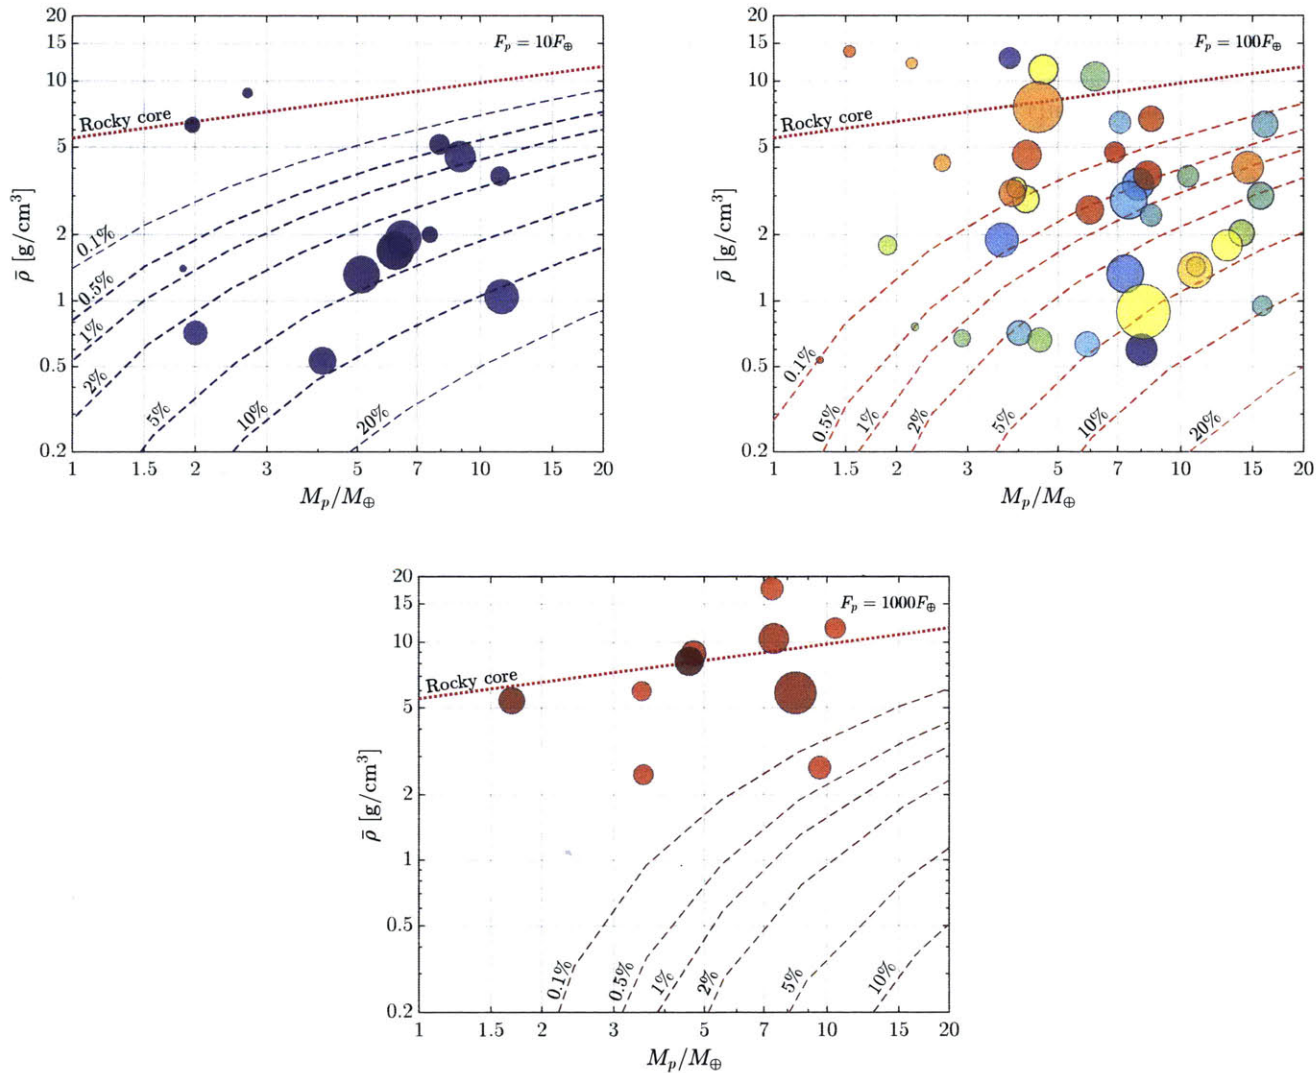 20
15
10
5
2
1
0.5
0.2
ρ̄ [g/cm³]
F_p = 10F_⊕
Rocky core
0.1%
0.5%
1%
2%
5%
10%
20%
1 1.5 2 3 5 7 10 15 20
M_p/M_⊕
20
15
10
5
2
1
0.5
0.2
ρ̄ [g/cm³]
F_p = 100F_⊕
Rocky core
0.1%
0.5%
1%
2%
5%
10%
20%
1 1.5 2 3 5 7 10 15 20
M_p/M_⊕
20
15
10
5
2
1
0.5
0.2
ρ̄ [g/cm³]
F_p = 1000F_⊕
Rocky core
0.1%
0.5%
1%
2%
5%
10%
1 1.5 2 3 5 7 10 15 20
M_p/M_⊕